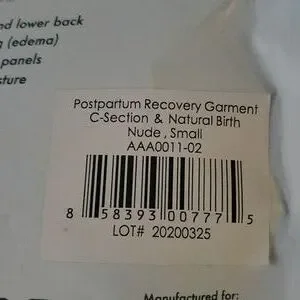 nd lower back
(edema)
panels
sture
Postpartum Recovery Garment
C-Section & Natural Birth
Nude , Small
AAA0011-02
8 58393 00777 5
LOT# 20200325
Manufactured for: